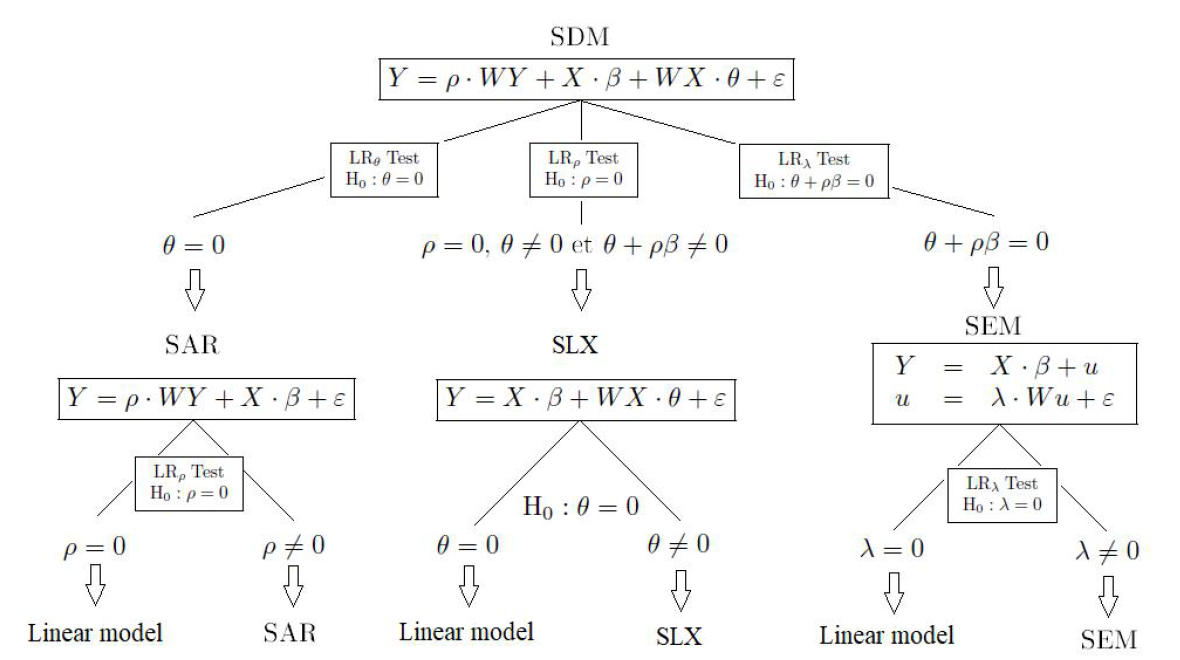 SDM
Y = ρ · WY + X · β + WX · θ + ε
LRθ Test
H0 : θ = 0
LRρ Test
H0 : ρ = 0
LRλ Test
H0 : θ + ρβ = 0
θ = 0
ρ = 0, θ ≠ 0 et θ + ρβ ≠ 0
θ + ρβ = 0
SAR
SLX
SEM
Y = ρ · WY + X · β + ε
Y = X · β + WX · θ + ε
Y = X · β + u
u = λ · Wu + ε
LRρ Test
H0 : ρ = 0
H0 : θ = 0
LRλ Test
H0 : λ = 0
ρ = 0
ρ ≠ 0
θ = 0
θ ≠ 0
λ = 0
λ ≠ 0
Linear model
SAR
Linear model
SLX
Linear model
SEM